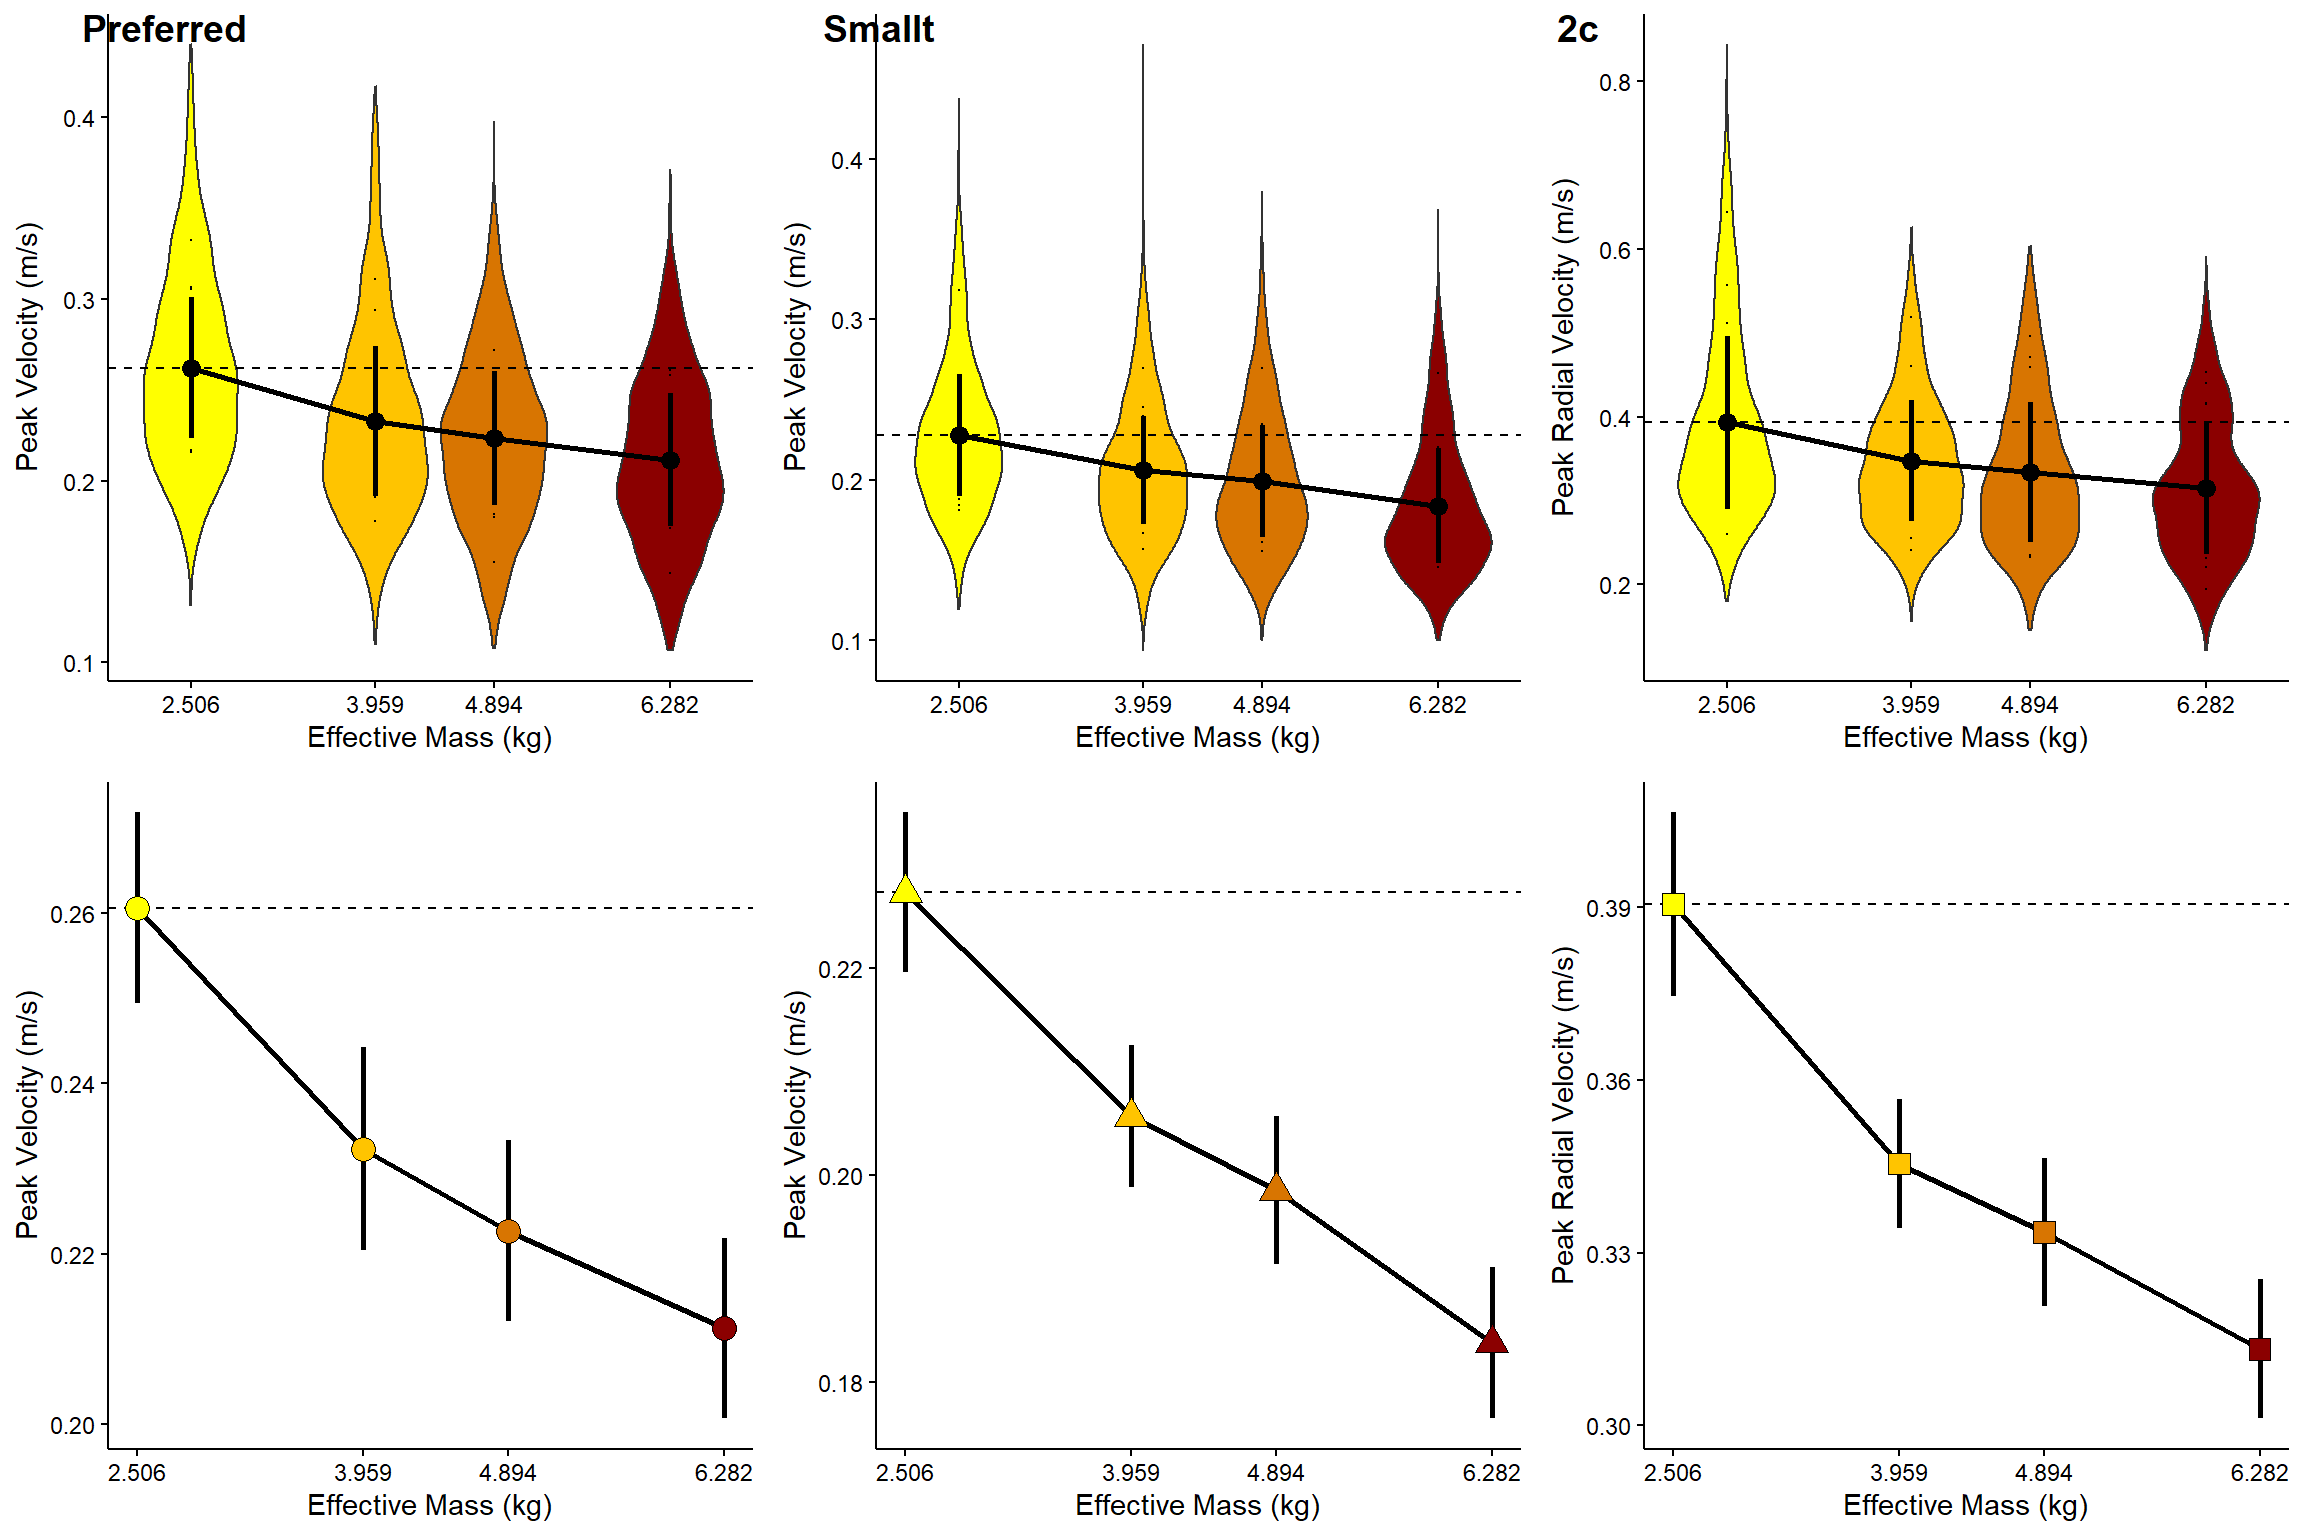 Preferred
Peak Velocity (m/s)
0.4
0.3
0.2
0.1
2.506 3.959 4.894 6.282
Effective Mass (kg)
Smallt
Peak Velocity (m/s)
0.4
0.3
0.2
0.1
2.506 3.959 4.894 6.282
Effective Mass (kg)
2c
Peak Radial Velocity (m/s)
0.8
0.6
0.4
0.2
2.506 3.959 4.894 6.282
Effective Mass (kg)
Peak Velocity (m/s)
0.26
0.24
0.22
0.20
2.506 3.959 4.894 6.282
Effective Mass (kg)
Peak Velocity (m/s)
0.22
0.20
0.18
2.506 3.959 4.894 6.282
Effective Mass (kg)
Peak Radial Velocity (m/s)
0.39
0.36
0.33
0.30
2.506 3.959 4.894 6.282
Effective Mass (kg)